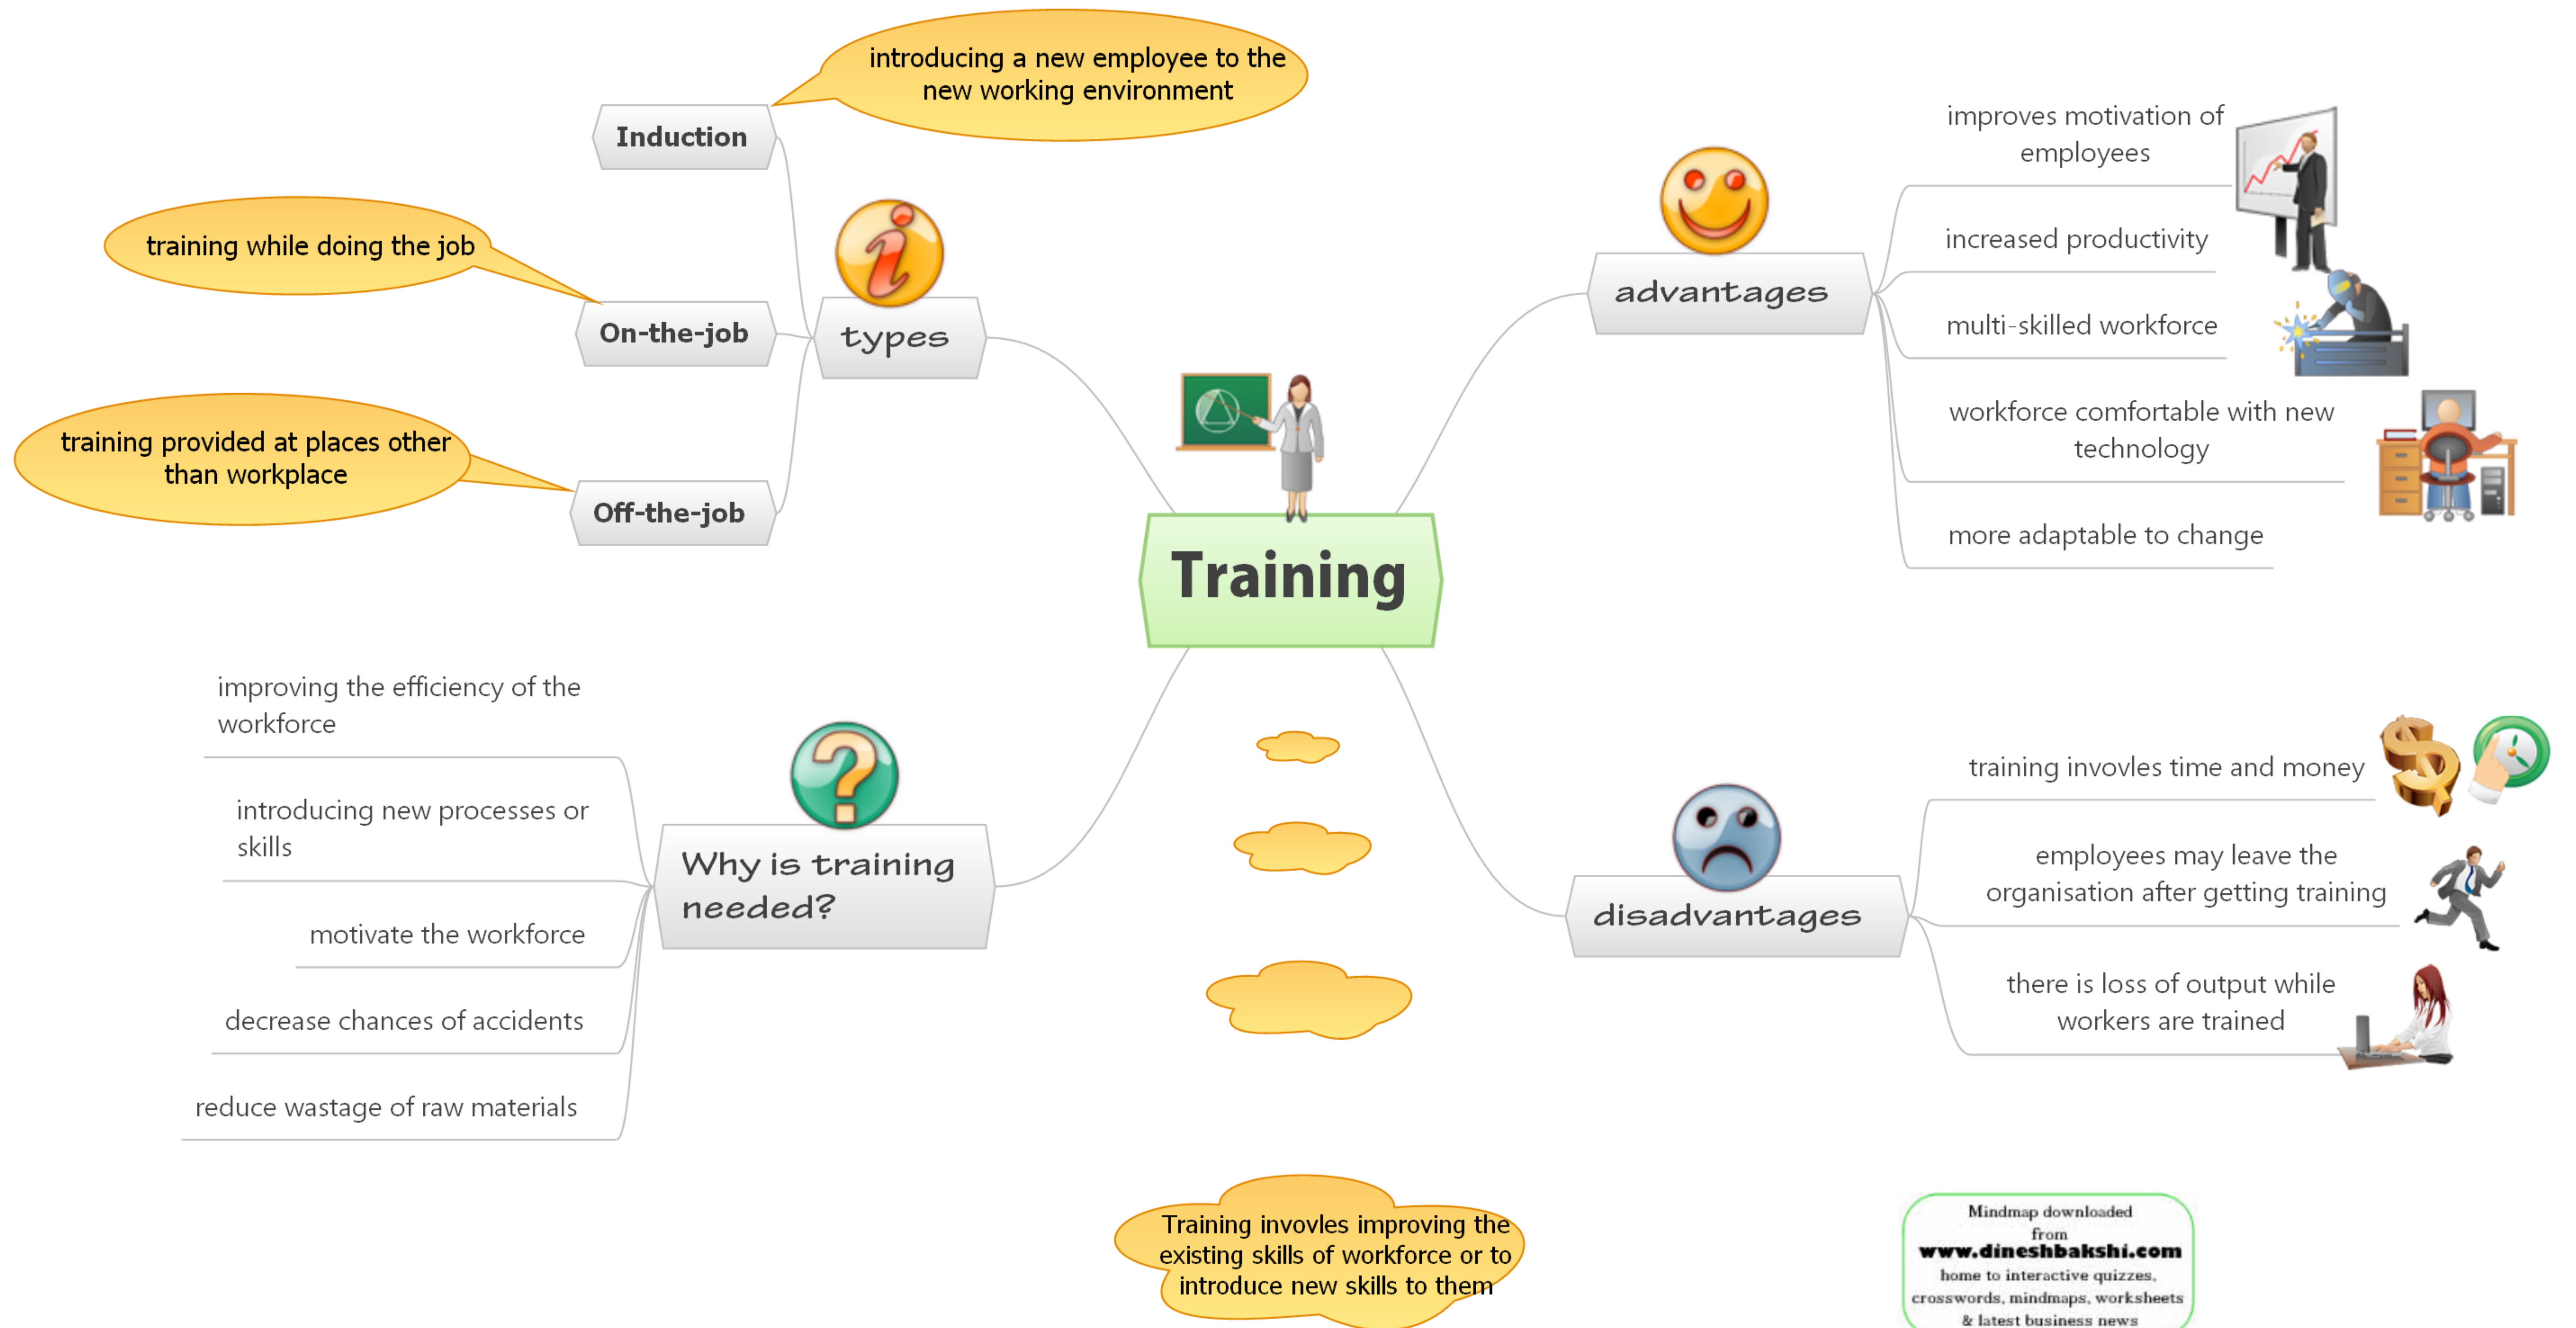 introducing a new employee to the
new working environment
Induction
training while doing the job
On-the-job
types
training provided at places other
than workplace
Off-the-job
Training
advantages
improves motivation of
employees
increased productivity
multi-skilled workforce
workforce comfortable with new
technology
more adaptable to change
Why is training
needed?
improving the efficiency of the
workforce
introducing new processes or
skills
motivate the workforce
decrease chances of accidents
reduce wastage of raw materials
disadvantages
training invovles time and money
employees may leave the
organisation after getting training
there is loss of output while
workers are trained
Training invovles improving the
existing skills of workforce or to
introduce new skills to them
Mindmap downloaded
from
www.dineshbakshi.com
home to interactive quizzes,
crosswords, mindmaps, worksheets
& latest business news